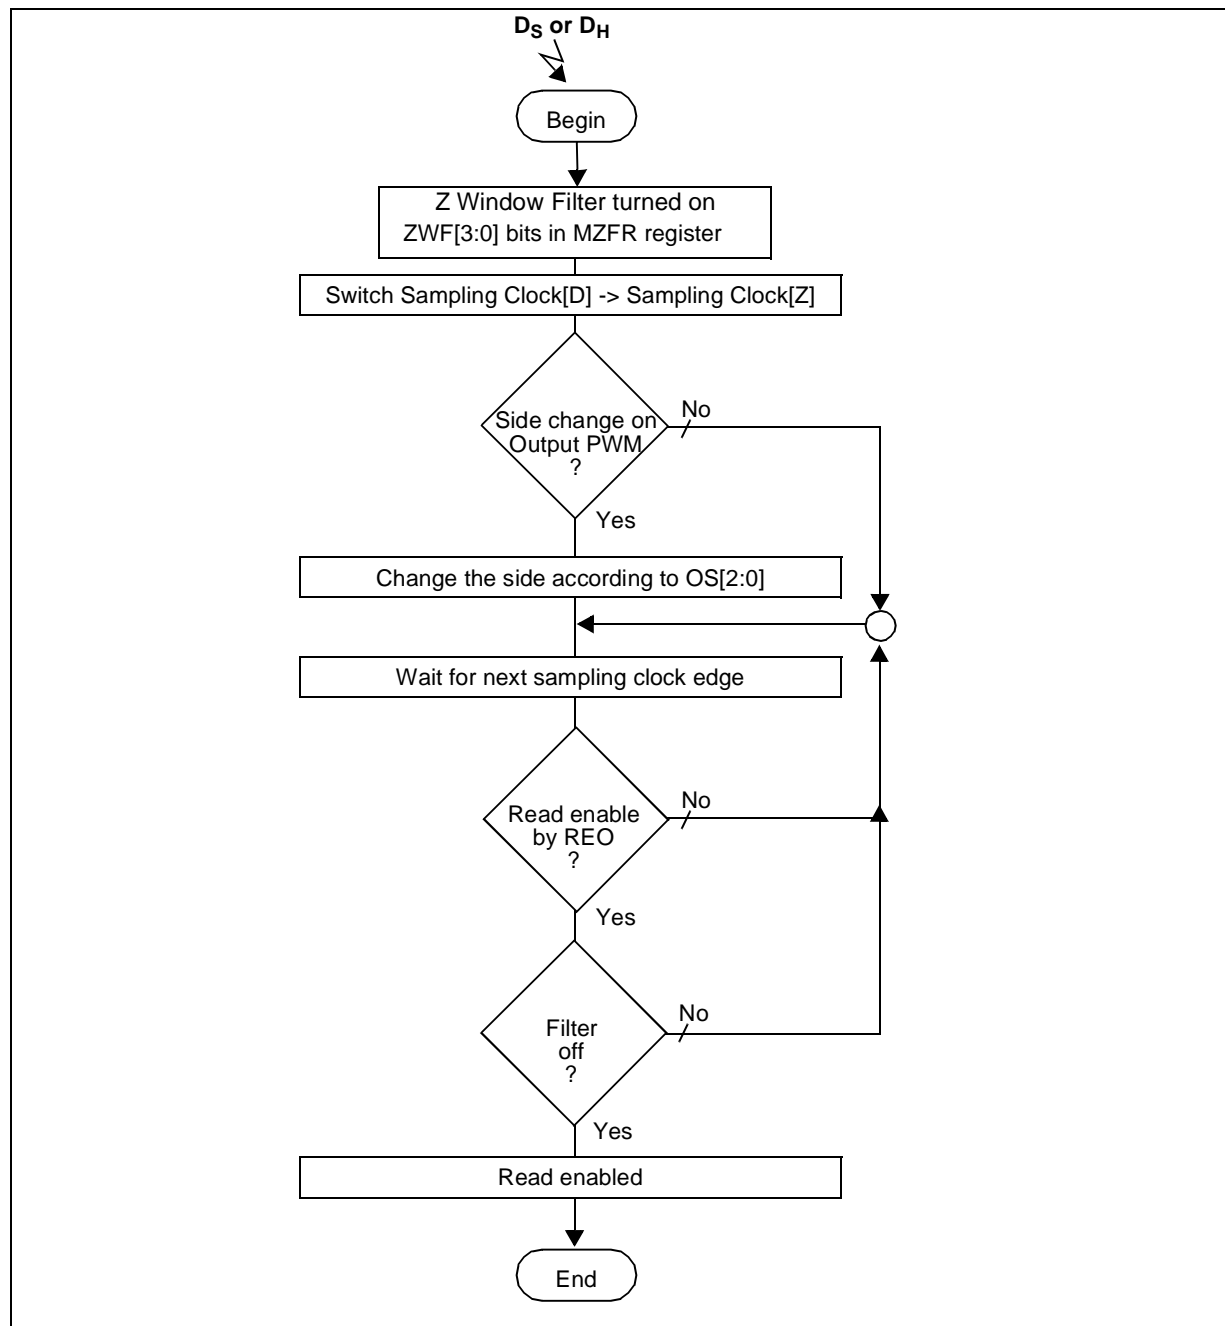 DS or DH
Begin
Z Window Filter turned on
ZWF[3:0] bits in MZFR register
Switch Sampling Clock[D] -> Sampling Clock[Z]
No
Side change on
Output PWM
?
Yes
Change the side according to OS[2:0]
Wait for next sampling clock edge
No
Read enable
by REO
?
Yes
No
Filter
off
?
Yes
Read enabled
End